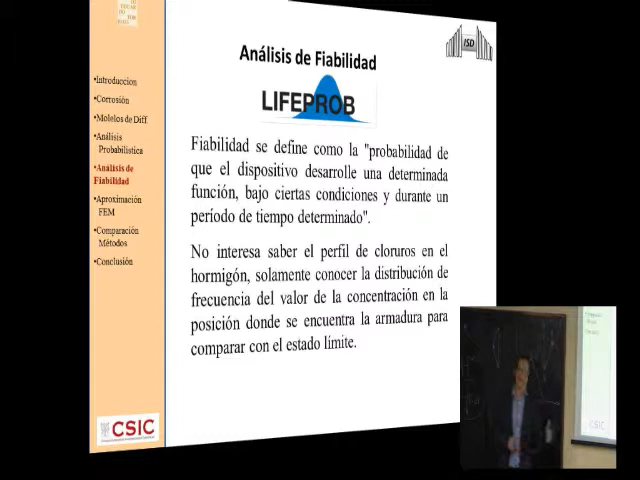 Análisis de Fiabilidad
ISD
LIFEPROB
•Introduccion
•Corrosión
•Molelos de Diff
•Análisis
Probabilística
•Análisis de
Fiabilidad
•Aproximación
FEM
•Comparación
Métodos
•Conclusión
Fiabilidad se define como la "probabilidad de
que el dispositivo desarrolle una determinada
función, bajo ciertas condiciones y durante un
período de tiempo determinado".
No interesa saber el perfil de cloruros en el
hormigón, solamente conocer la distribución de
frecuencia del valor de la concentración en la
posición donde se encuentra la armadura para
comparar con el estado límite.
CSIC
CSIC